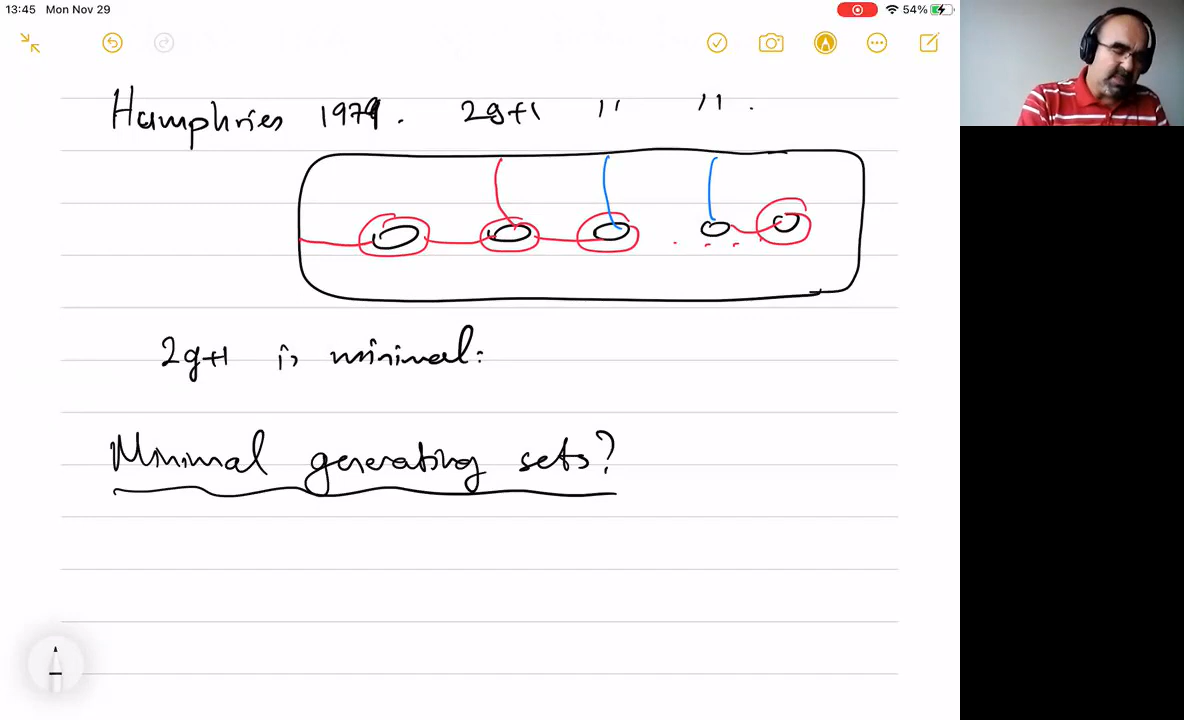 13:45 Mon Nov 29
54%
Humphries 1979. 2g+1 " " .
2g+1 is minimal:
Minimal generating sets?